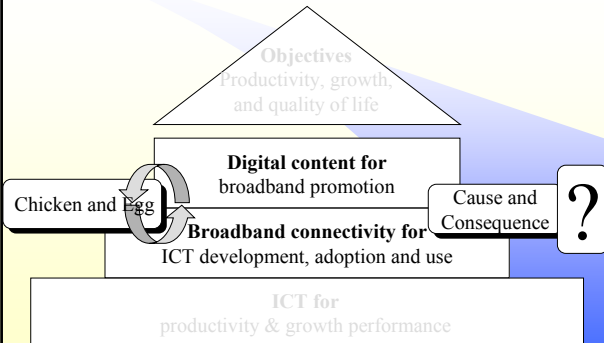 Objectives
Productivity, growth,
and quality of life
Digital content for
broadband promotion
Chicken and Egg
Cause and
Consequence
?
Broadband connectivity for
ICT development, adoption and use
ICT for
productivity & growth performance